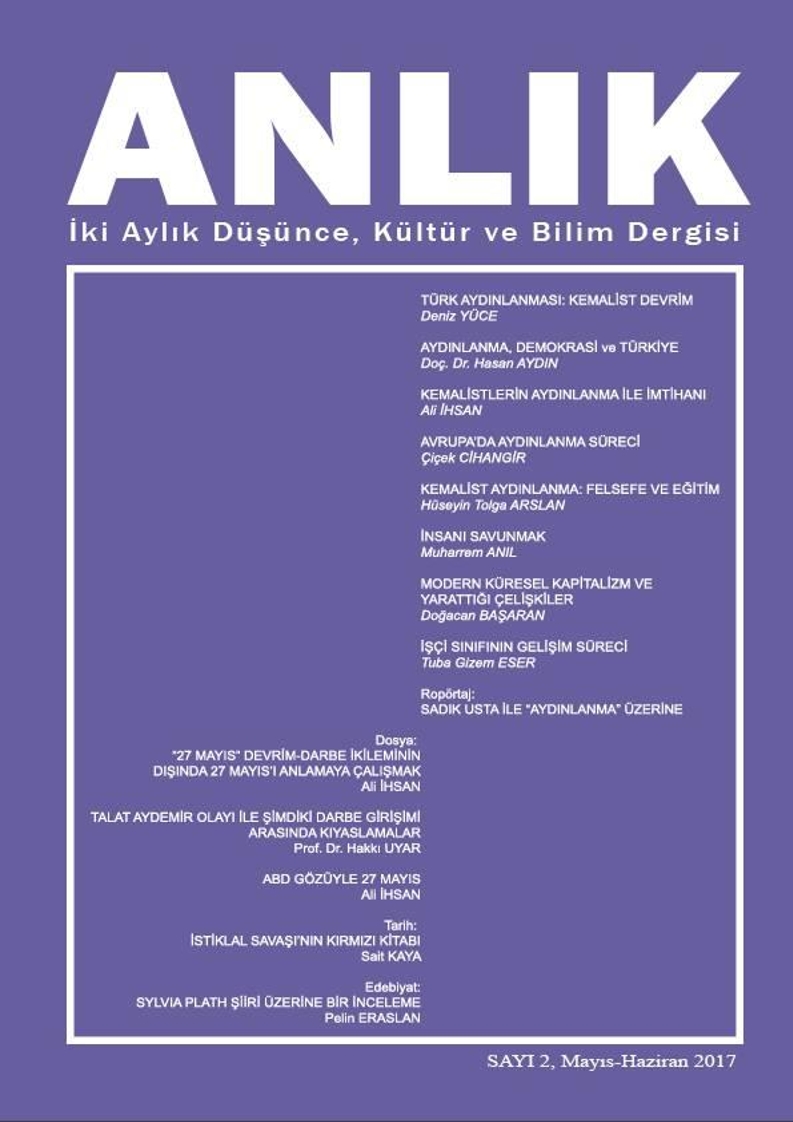 ANLIK
İki Aylık Düşünce, Kültür ve Bilim Dergisi
TÜRK AYDINLANMASI: KEMALİST DEVRİM
Deniz YÜCE
AYDINLANMA, DEMOKRASİ ve TÜRKİYE
Doç. Dr. Hasan AYDIN
KEMALİSTLERİN AYDINLANMA İLE İMTİHANI
Ali İHSAN
AVRUPA'DA AYDINLANMA SÜRECİ
Çiçek CİHANGİR
KEMALİST AYDINLANMA: FELSEFE VE EĞİTİM
Hüseyin Tolga ARSLAN
İNSANI SAVUNMAK
Muharrem ANIL
MODERN KÜRESEL KAPİTALİZM VE
YARATTIĞI ÇELİŞKİLER
Doğacan BAŞARAN
İŞÇİ SINIFININ GELİŞİM SÜRECİ
Tuba Gizem ESER
Ropörtaj:
SADIK USTA İLE "AYDINLANMA" ÜZERİNE
Dosya:
"27 MAYIS" DEVRİM-DARBE İKİLEMİNİN
DIŞINDA 27 MAYIS'I ANLAMAYA ÇALIŞMAK
Ali İHSAN
TALAT AYDEMİR OLAYI İLE ŞİMDİKİ DARBE GİRİŞİMİ
ARASINDA KIYASLAMALAR
Prof. Dr. Hakkı UYAR
ABD GÖZÜYLE 27 MAYIS
Ali İHSAN
Tarih:
İSTİKLAL SAVAŞI'NIN KIRMIZI KİTABI
Sait KAYA
Edebiyat:
SYLVIA PLATH ŞİİRİ ÜZERİNE BİR İNCELEME
Pelin ERASLAN
SAYI 2, Mayıs-Haziran 2017